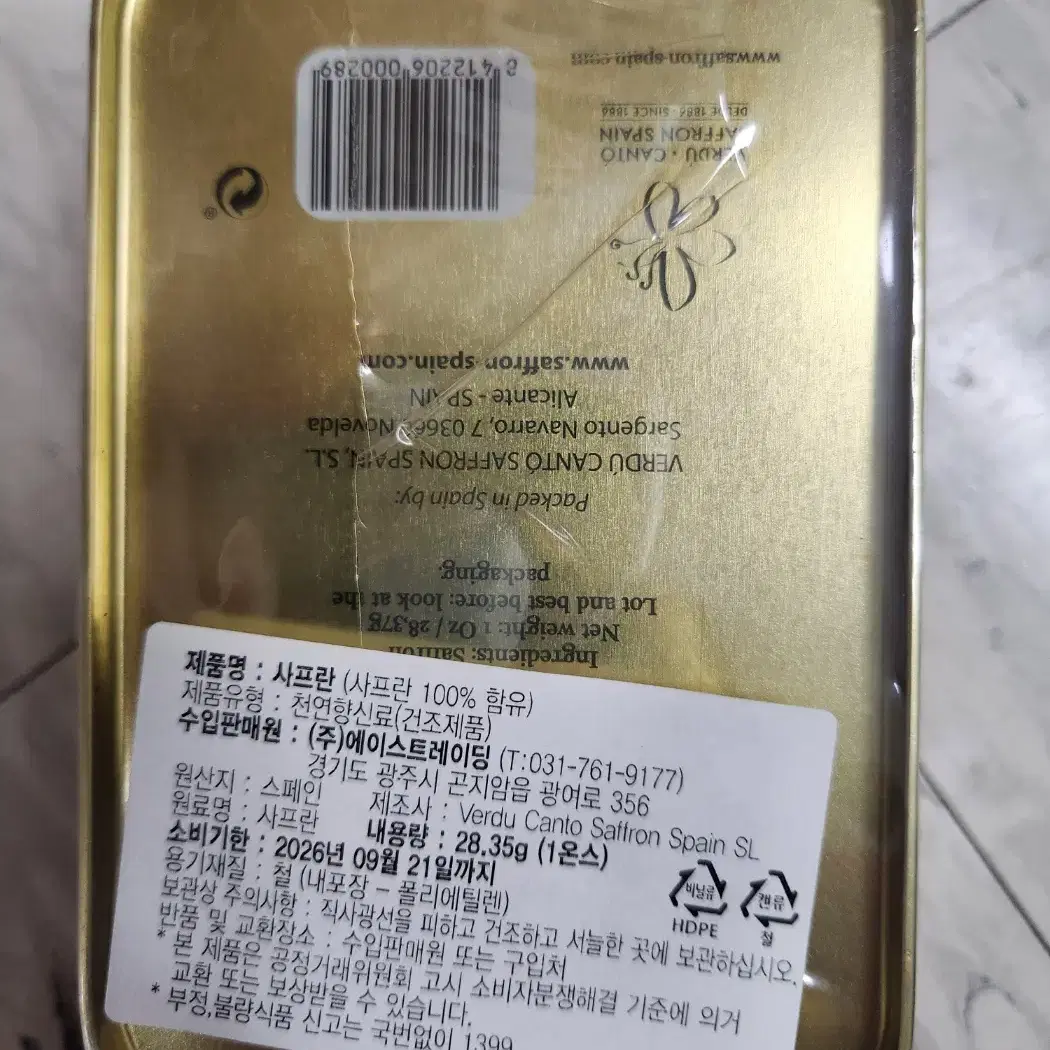 www.saffron-spain.com
DESDE 1886 - SINCE 1886
SAFFRON SPAIN
VERDÚ · CANTÓ
8 412206 000289
®
Ingredients: Saffron
Net weight: 1 Oz / 28,37g
Lot and best before: look at the
packaging.
Packed in Spain by:
VERDÚ CANTÓ SAFFRON SPAIN, S.L.
Sargento Navarro, 7 03660 Novelda
Alicante - SPAIN
www.saffron-spain.com
제품명 : 사프란 (사프란 100% 함유)
제품유형 : 천연향신료(건조제품)
수입판매원 : (주)에이스트레이딩 (T:031-761-9177)
경기도 광주시 곤지암읍 광여로 356
원산지 : 스페인 제조사 : Verdu Canto Saffron Spain SL
원료명 : 사프란 내용량 : 28.35g (1온스)
소비기한 : 2026년 09월 21일까지
용기재질 : 철 (내포장 – 폴리에틸렌)
보관상 주의사항 : 직사광선을 피하고 건조하고 서늘한 곳에 보관하십시오.
반품 및 교환장소 : 수입판매원 또는 구입처
* 본 제품은 공정거래위원회 고시 소비자분쟁해결 기준에 의거
교환 또는 보상받을 수 있습니다.
* 부정,불량식품 신고는 국번없이 1399
비닐류
HDPE
캔류
철